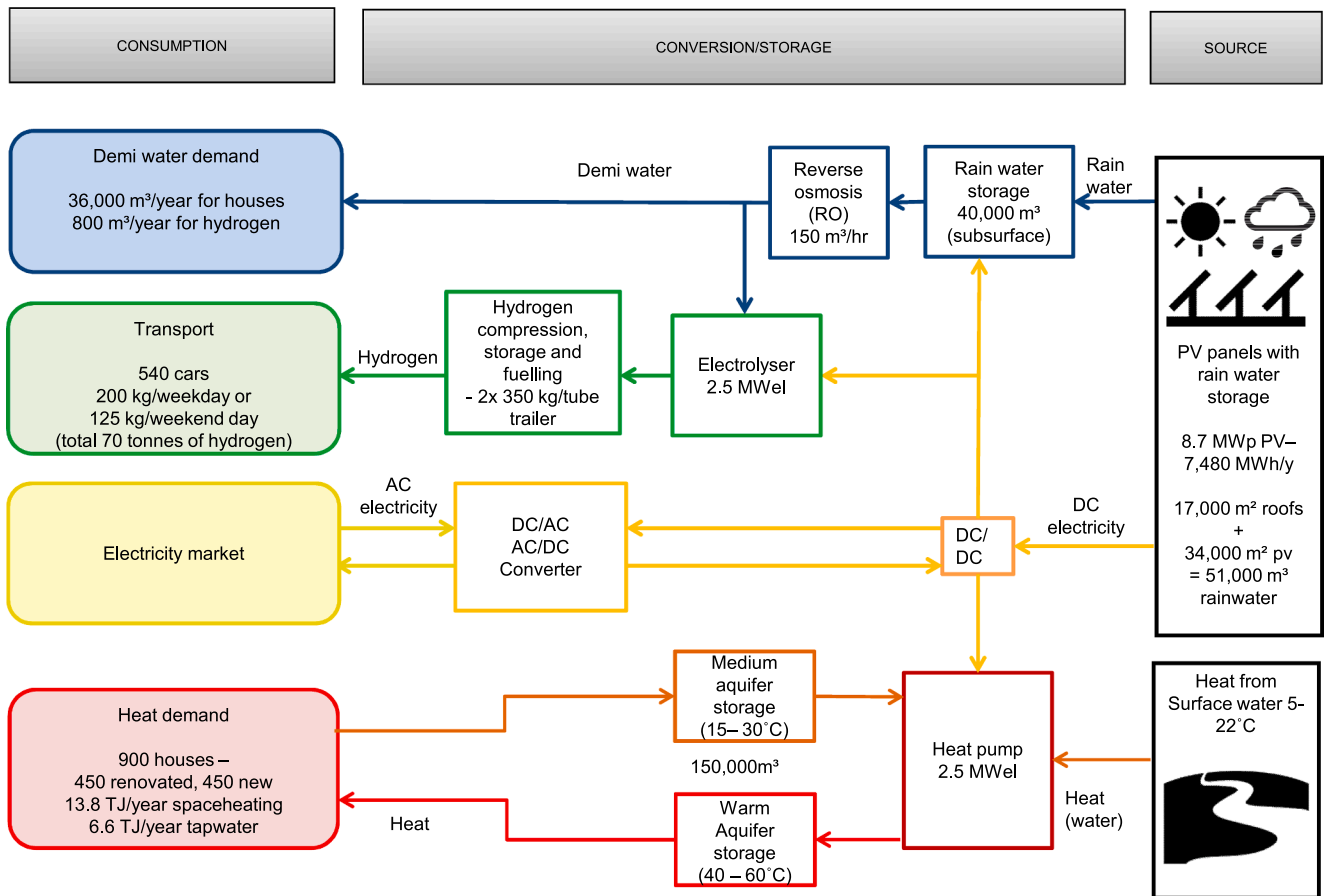 CONSUMPTION
CONVERSION/STORAGE
SOURCE
Demi water demand
36,000 m³/year for houses
800 m³/year for hydrogen
Demi water
Reverse
osmosis
(RO)
150 m³/hr
Rain water
storage
40,000 m³
(subsurface)
Rain
water
Transport
540 cars
200 kg/weekday or
125 kg/weekend day
(total 70 tonnes of hydrogen)
Hydrogen
Hydrogen
compression,
storage and
fuelling
- 2x 350 kg/tube
trailer
Electrolyser
2.5 MWel
PV panels with
rain water
storage
8.7 MWp PV–
7,480 MWh/y
17,000 m² roofs
+
34,000 m² pv
= 51,000 m³
rainwater
Electricity market
AC
electricity
DC/AC
AC/DC
Converter
DC/
DC
DC
electricity
Heat demand
900 houses –
450 renovated, 450 new
13.8 TJ/year spaceheating
6.6 TJ/year tapwater
Heat
Medium
aquifer
storage
(15– 30˚C)
150,000m³
Warm
Aquifer
storage
(40 – 60˚C)
Heat pump
2.5 MWel
Heat
(water)
Heat from
Surface water 5-
22˚C